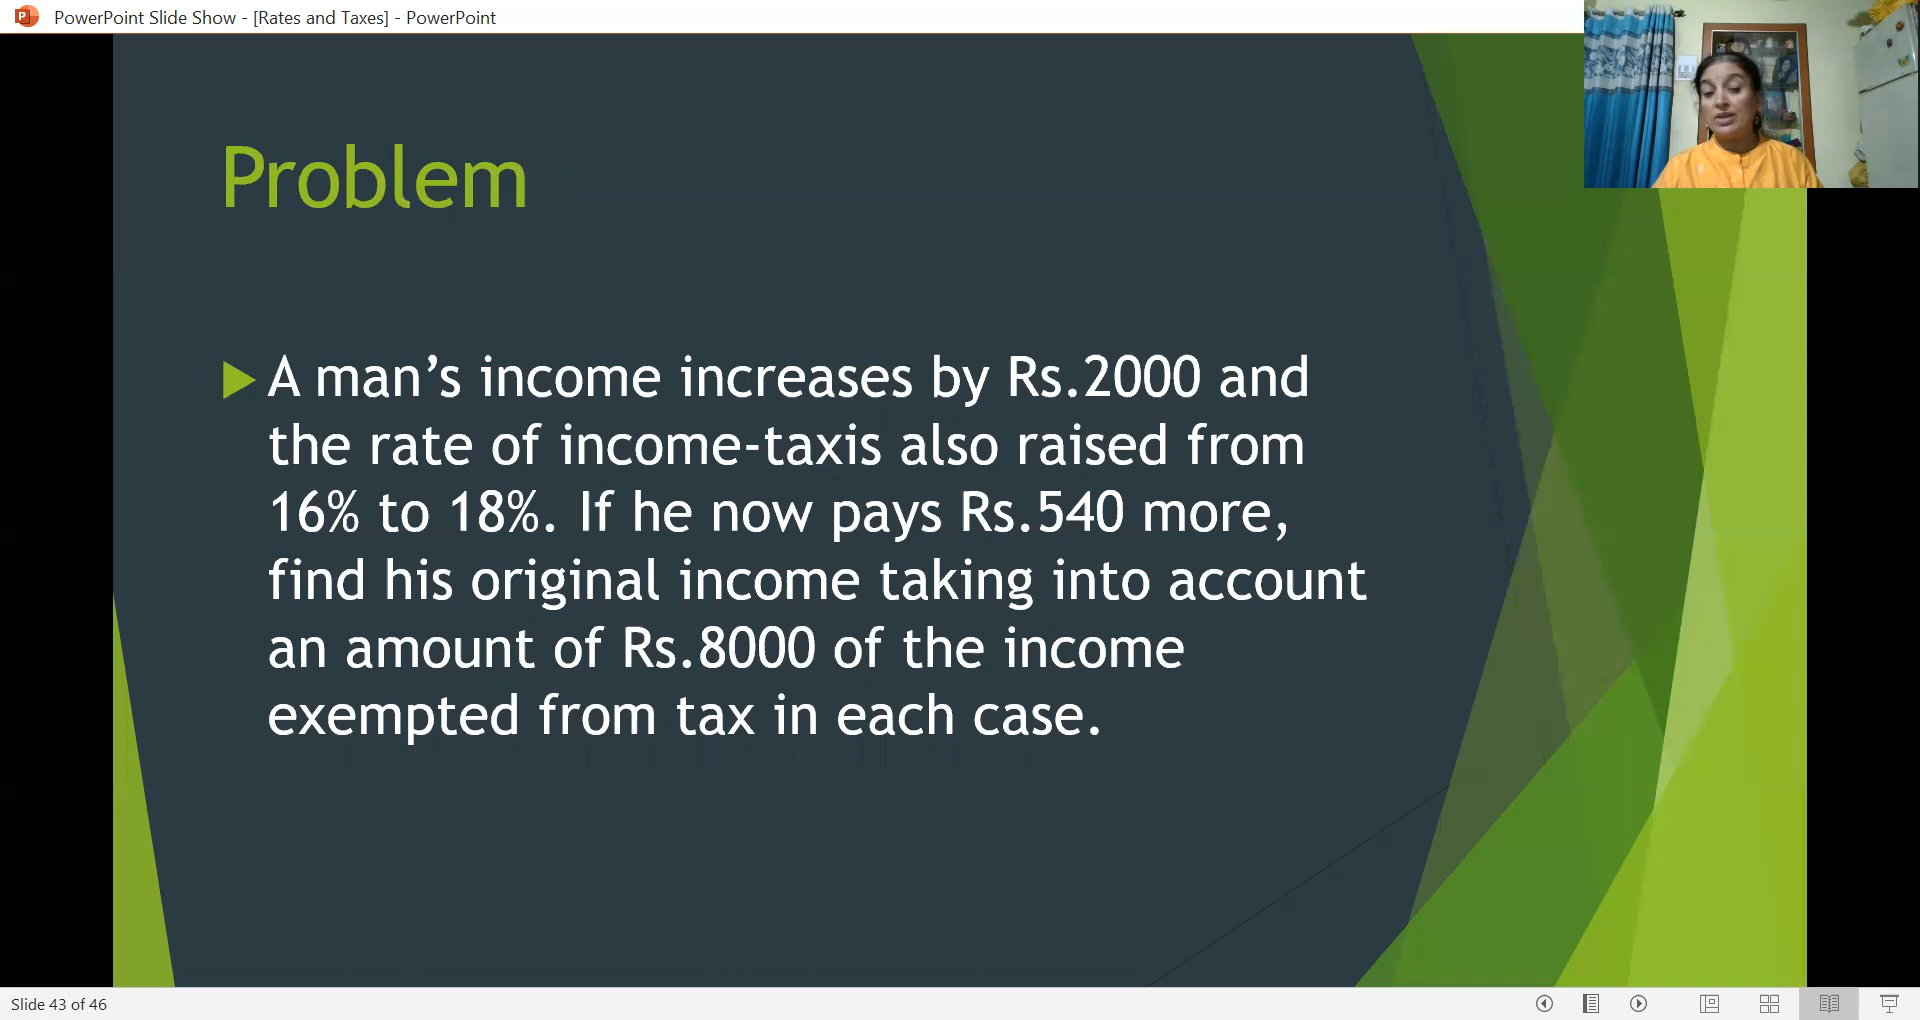 PowerPoint Slide Show - [Rates and Taxes] - PowerPoint
Problem
A man’s income increases by Rs.2000 and
the rate of income-taxis also raised from
16% to 18%. If he now pays Rs.540 more,
find his original income taking into account
an amount of Rs.8000 of the income
exempted from tax in each case.
Slide 43 of 46